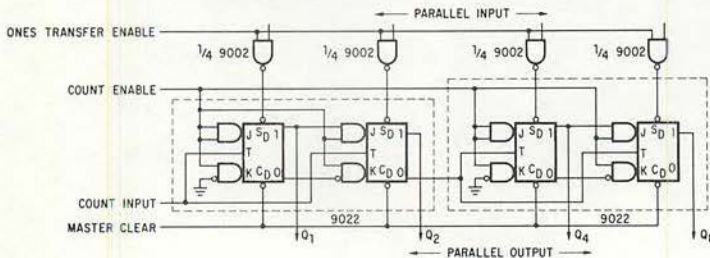 PARALLEL INPUT
ONES TRANSFER ENABLE
1/4 9002 1/4 9002 1/4 9002 1/4 9002
COUNT ENABLE
J SD 1 J SD 1 J SD 1 J SD 1
T T T T
K CD 0 K CD 0 K CD 0 K CD 0
COUNT INPUT
9022 9022
MASTER CLEAR
Q1 Q2 Q4
PARALLEL OUTPUT